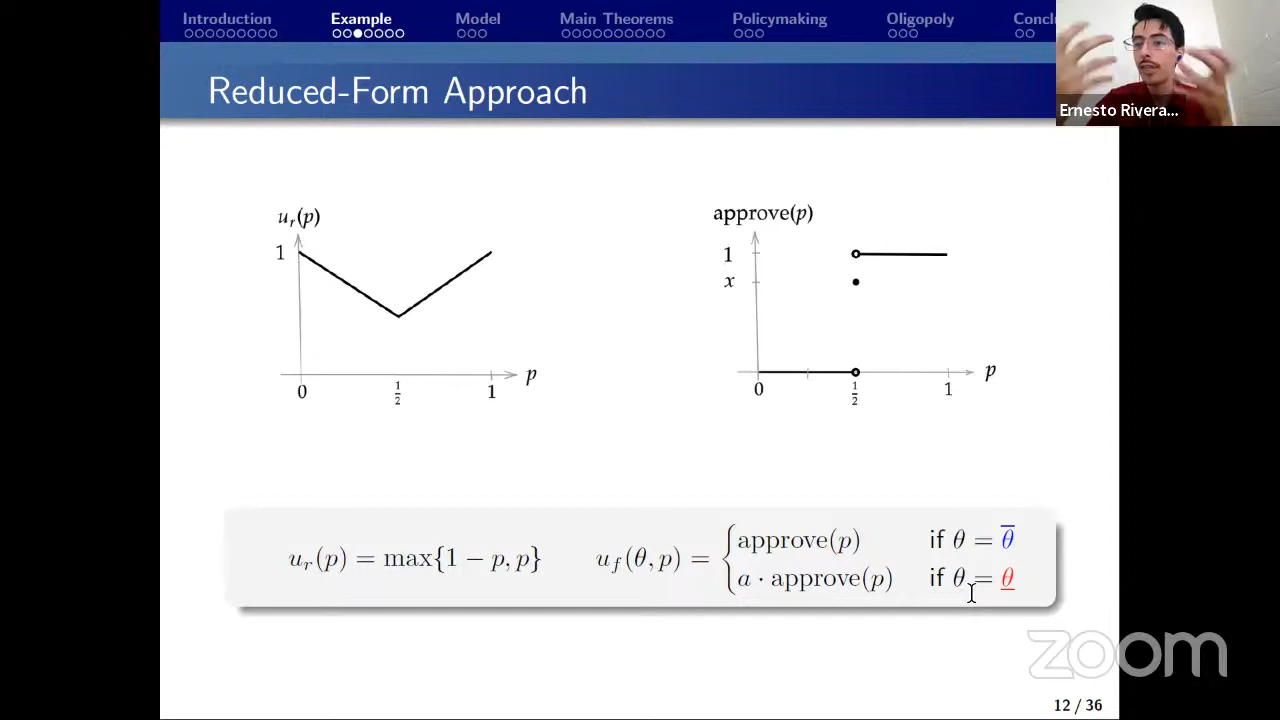 Introduction Example Model Main Theorems Policymaking Oligopoly Conclu
Reduced-Form Approach
Ernesto Rivera...
u_r(p)
1
0 1/2 1 p
approve(p)
1
x
0 1/2 1 p
u_r(p) = max{1 − p, p} u_f(θ, p) = { approve(p) if θ = θ̅
a · approve(p) if θ = θ̲
zoom
12 / 36